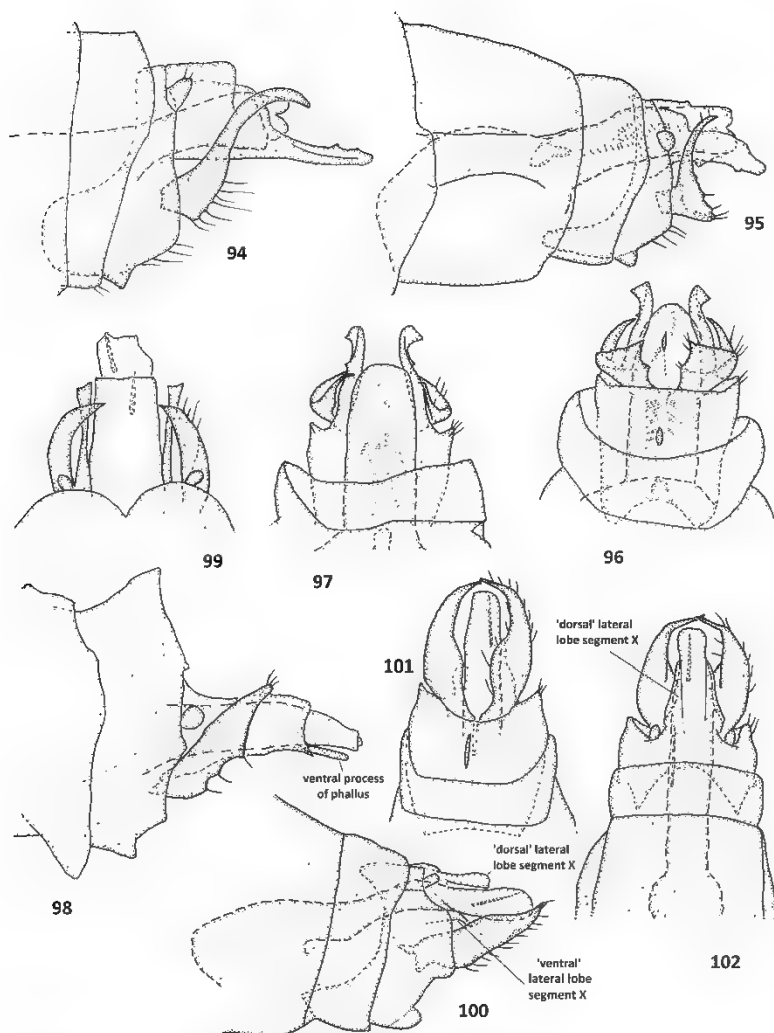 94
95
99
97
96
101
'dorsal' lateral
lobe segment X
ventral process
of phallus
98
'dorsal' lateral
lobe segment X
'ventral'
lateral lobe
segment X
100
102